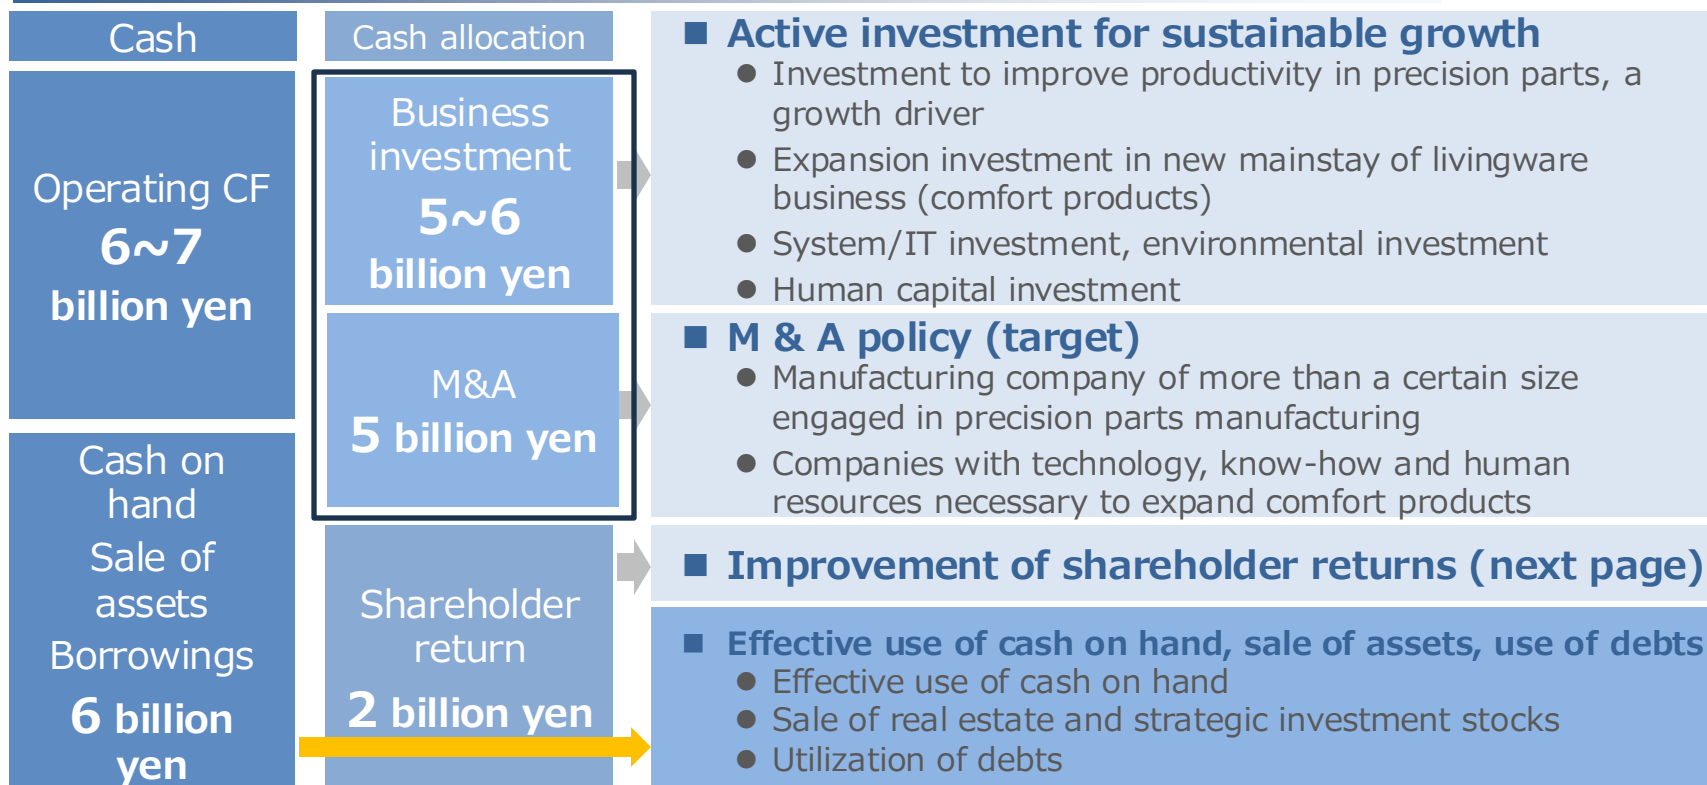 Cash
Operating CF
6~7
billion yen
Cash on
hand
Sale of
assets
Borrowings
6 billion
yen
Cash allocation
Business
investment
5~6
billion yen
M&A
5 billion yen
Shareholder
return
2 billion yen
■ Active investment for sustainable growth
● Investment to improve productivity in precision parts, a
growth driver
● Expansion investment in new mainstay of livingware
business (comfort products)
● System/IT investment, environmental investment
● Human capital investment
■ M & A policy (target)
● Manufacturing company of more than a certain size
engaged in precision parts manufacturing
● Companies with technology, know-how and human
resources necessary to expand comfort products
■ Improvement of shareholder returns (next page)
■ Effective use of cash on hand, sale of assets, use of debts
● Effective use of cash on hand
● Sale of real estate and strategic investment stocks
● Utilization of debts